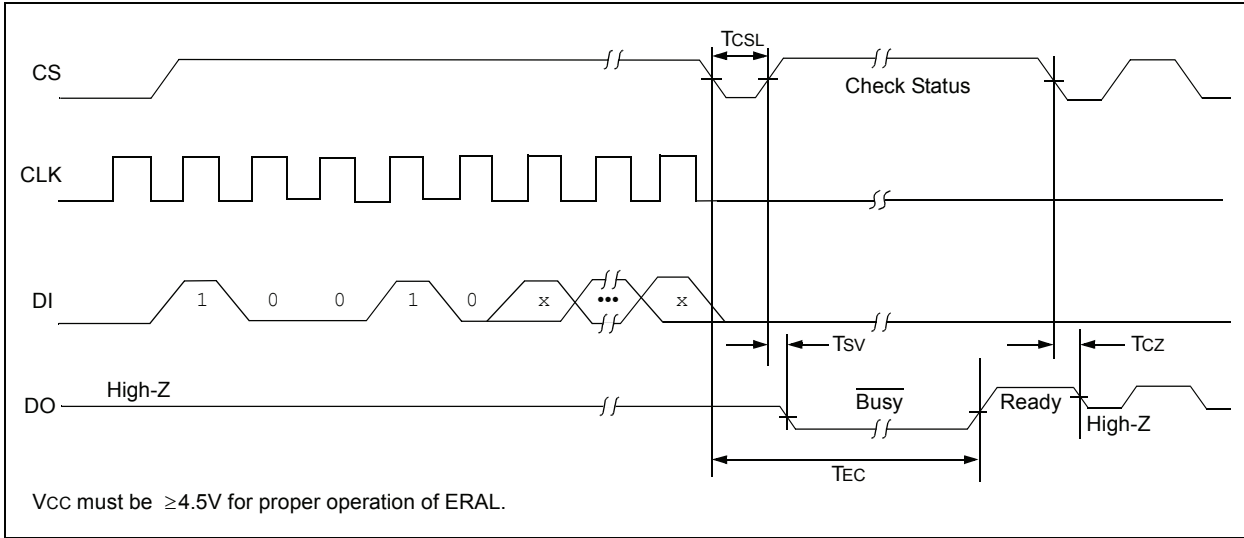 TCSL
CS
Check Status
CLK
DI
1 0 0 1 0 x ••• x
TSV
TCZ
High-Z
DO
Busy
Ready
High-Z
TEC
VCC must be ≥4.5V for proper operation of ERAL.